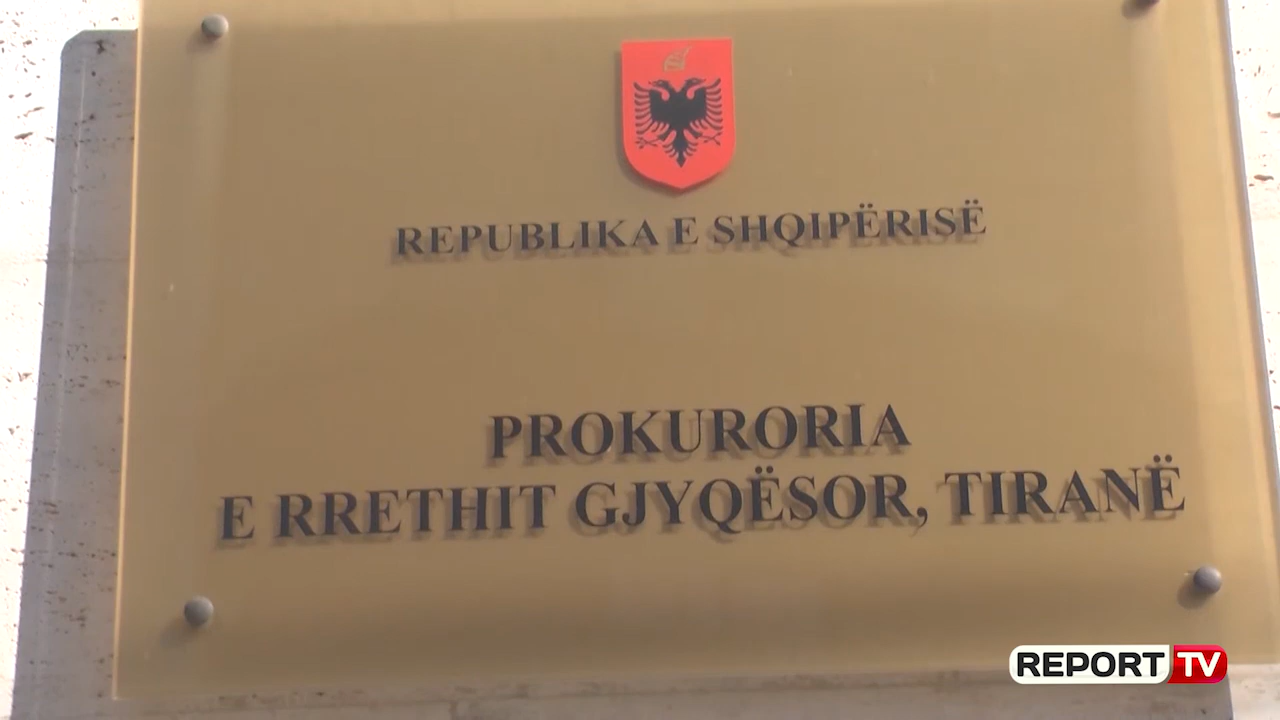 REPUBLIKA E SHQIPËRISË
PROKURORIA
E RRETHIT GJYQËSOR, TIRANË
REPORT TV